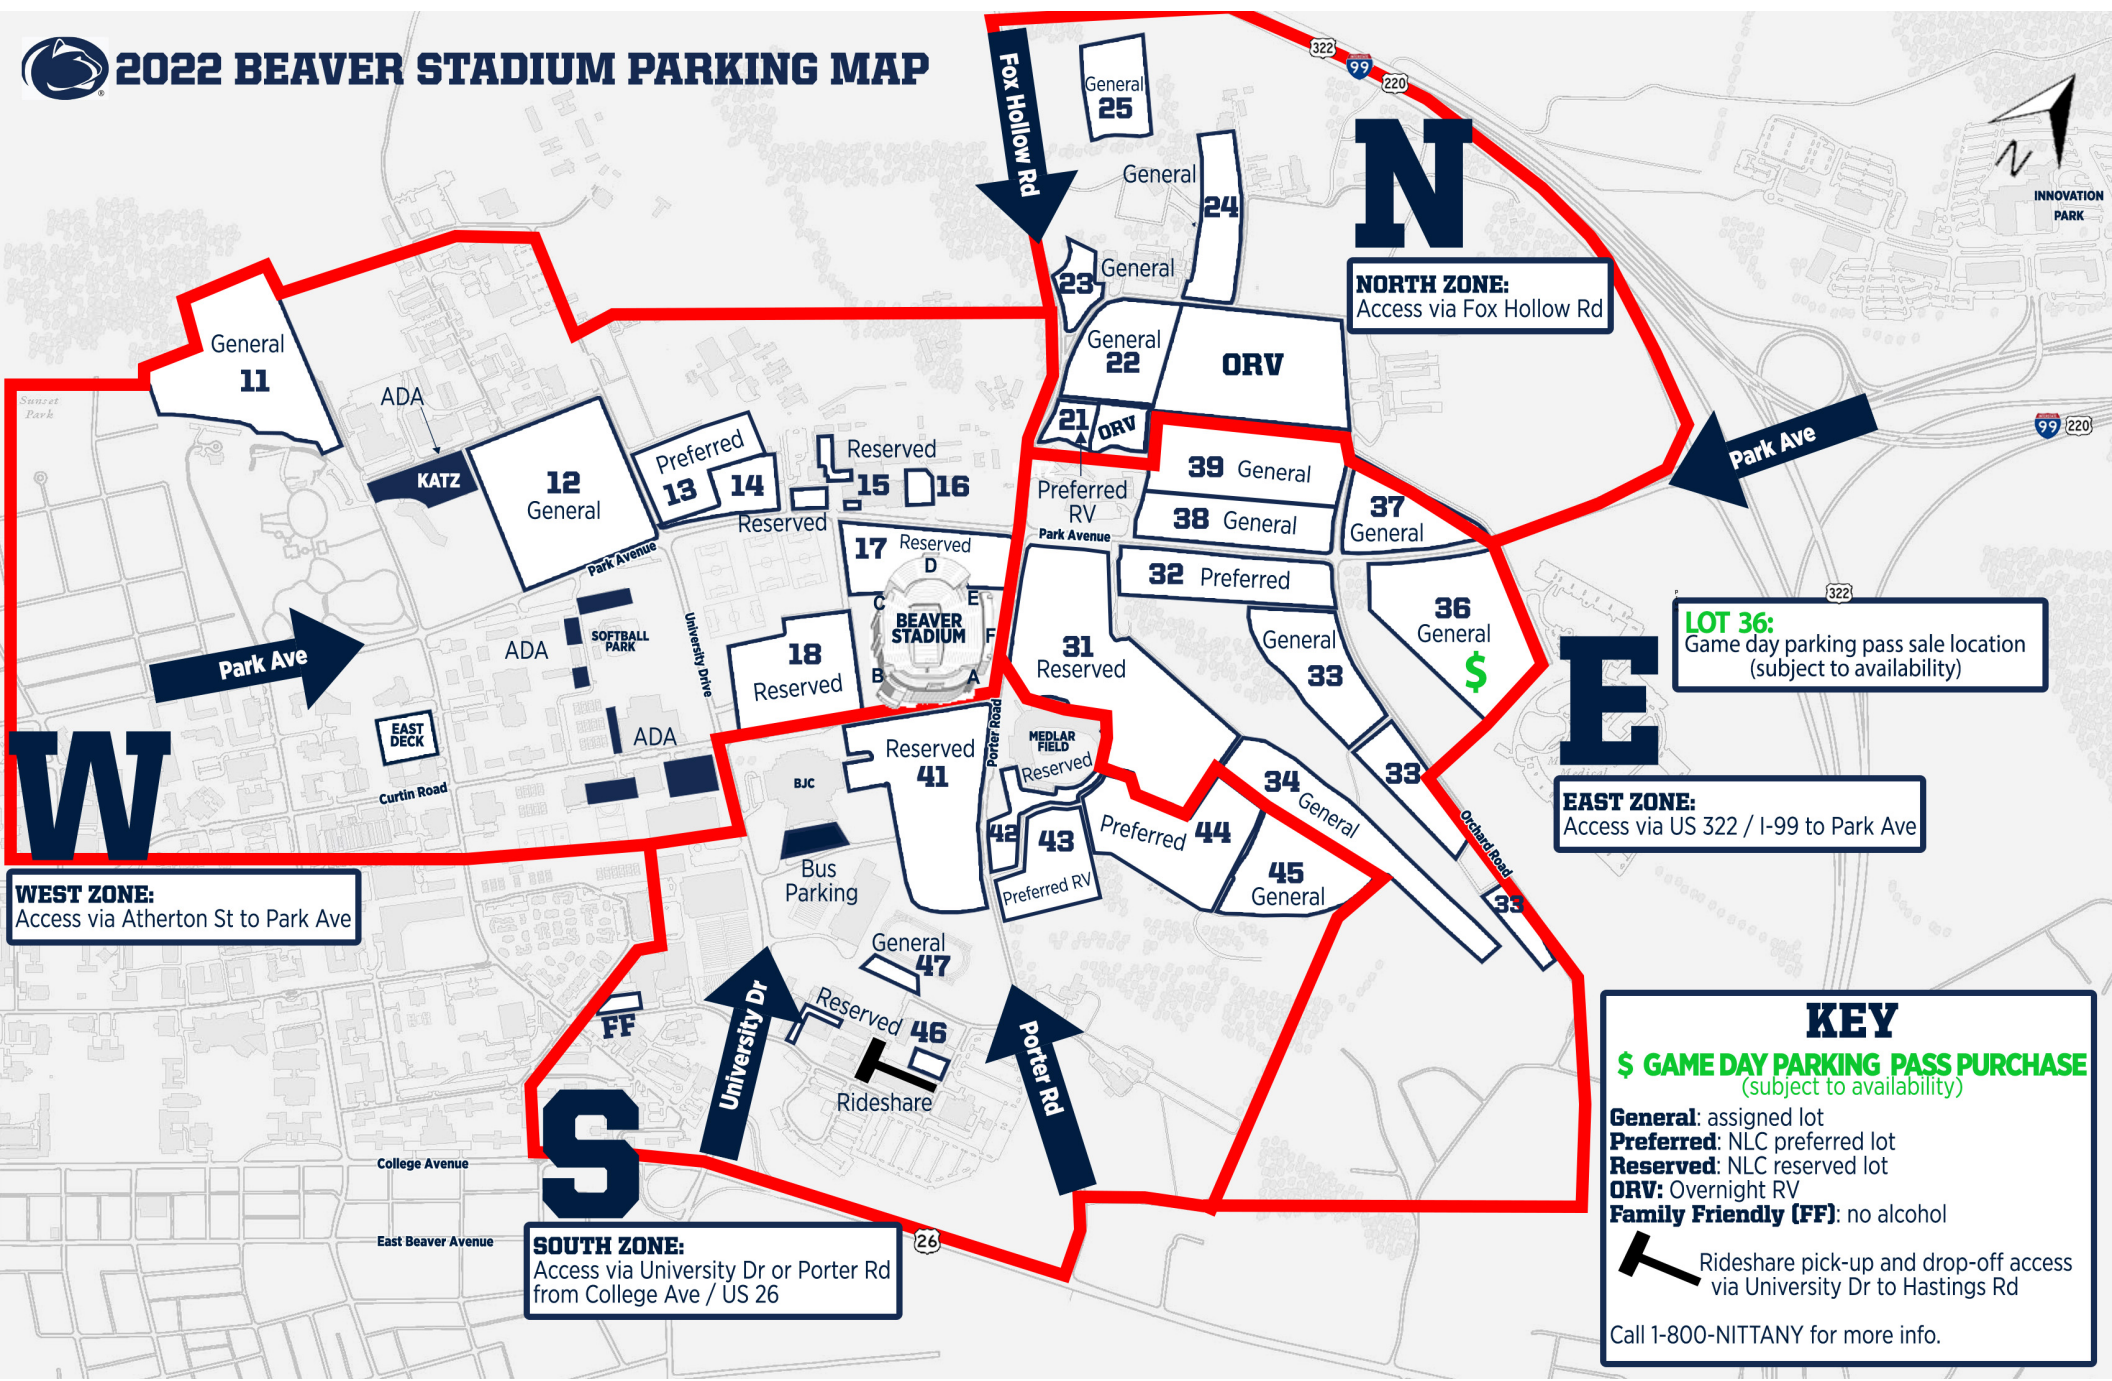 2022 BEAVER STADIUM PARKING MAP
Fox Hollow Rd
General
25
General
24
322
99
220
N
N
INNOVATION
PARK
NORTH ZONE:
Access via Fox Hollow Rd
General
23
General
22
ORV
21
ORV
Preferred
RV
Park Avenue
39 General
38 General
37
General
Park Ave
99 220
322
General
11
Sunset
Park
ADA
KATZ
12
General
Preferred
13
14
Reserved
Reserved
15
16
17 Reserved
D
C
E
BEAVER
STADIUM
F
B
A
Park Avenue
ADA
SOFTBALL
PARK
University Drive
18
Reserved
Park Ave
EAST
DECK
Curtin Road
ADA
W
WEST ZONE:
Access via Atherton St to Park Ave
31
Reserved
32 Preferred
General
33
33
33
36
General
$
LOT 36:
Game day parking pass sale location
(subject to availability)
E
EAST ZONE:
Access via US 322 / I-99 to Park Ave
Orchard Road
34
General
Porter Road
MEDLAR
FIELD
Reserved
Reserved
41
BJC
Bus
Parking
42
43
Preferred RV
Preferred 44
45
General
General
47
Reserved 46
Rideshare
FF
University Dr
Porter Rd
S
College Avenue
East Beaver Avenue
26
SOUTH ZONE:
Access via University Dr or Porter Rd
from College Ave / US 26
KEY
$ GAME DAY PARKING PASS PURCHASE
(subject to availability)
General: assigned lot
Preferred: NLC preferred lot
Reserved: NLC reserved lot
ORV: Overnight RV
Family Friendly (FF): no alcohol
Rideshare pick-up and drop-off access
via University Dr to Hastings Rd
Call 1-800-NITTANY for more info.